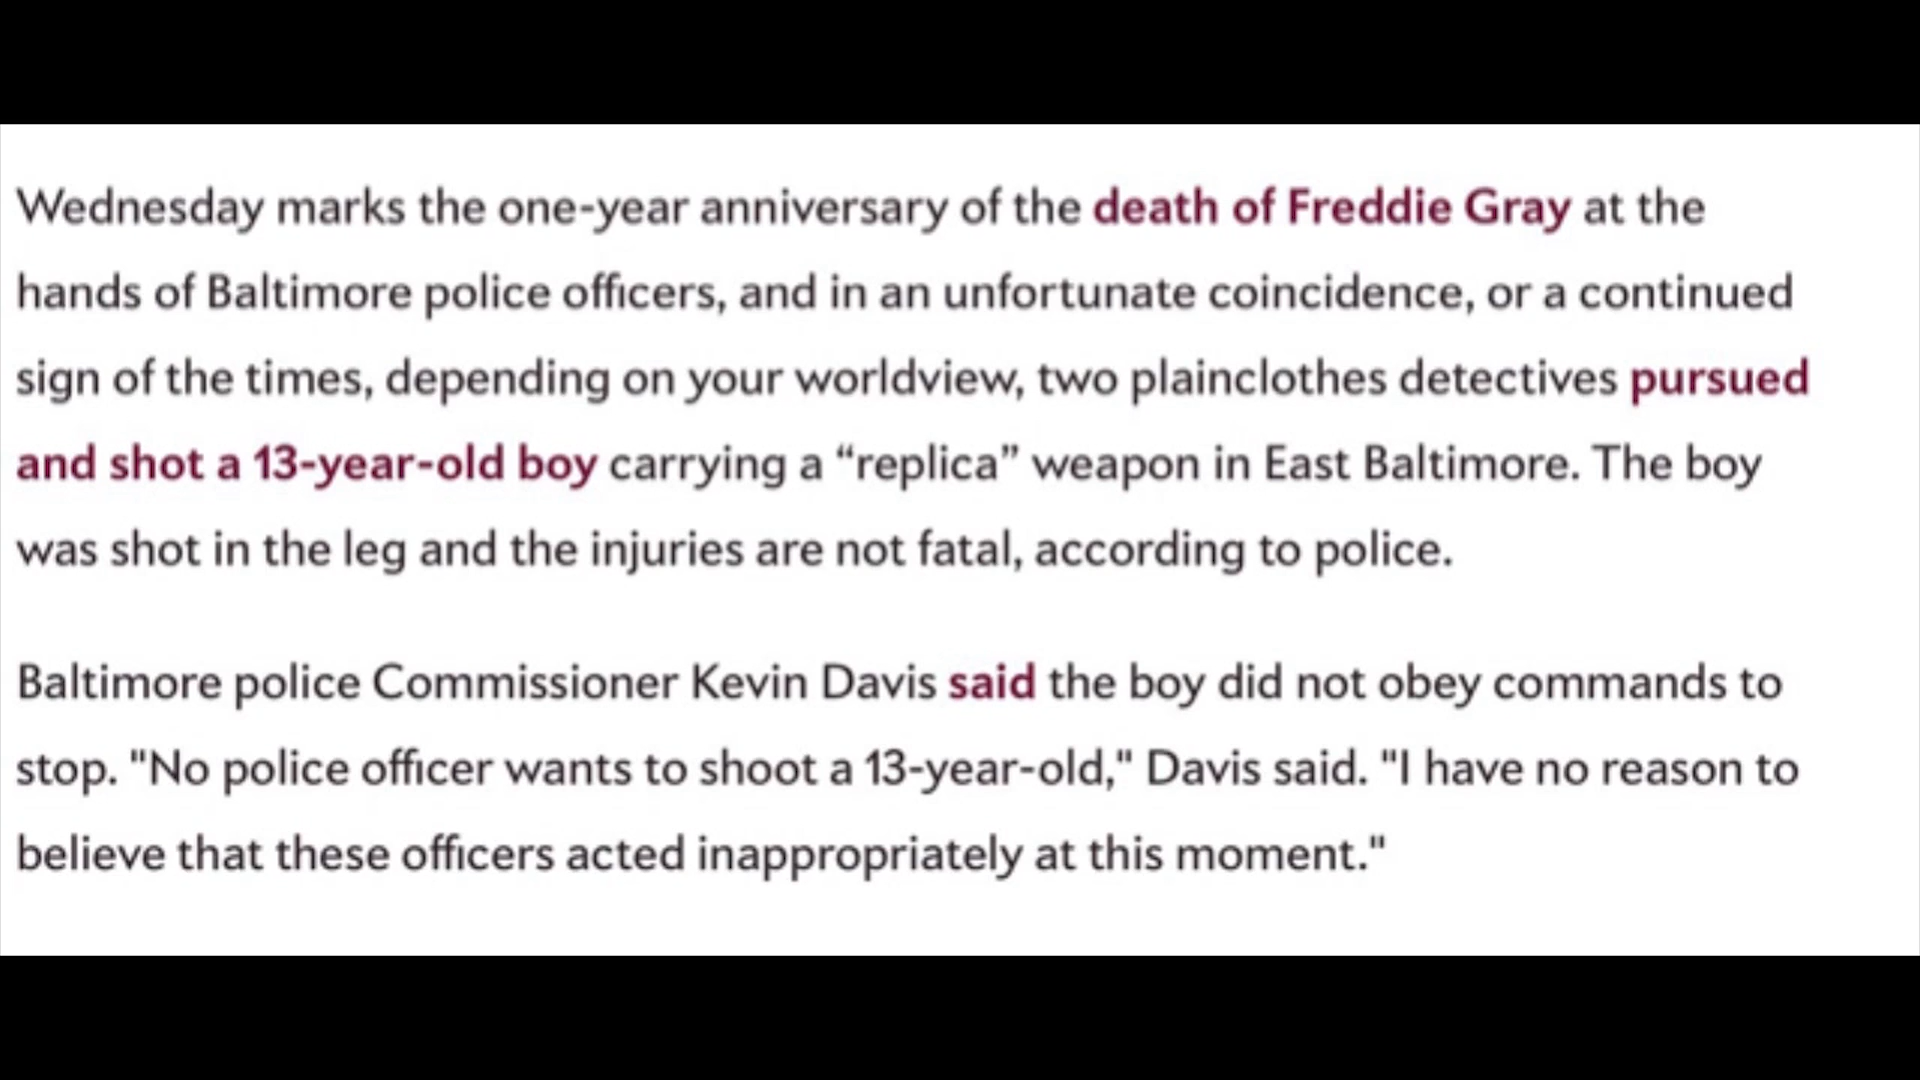 Wednesday marks the one-year anniversary of the death of Freddie Gray at the
hands of Baltimore police officers, and in an unfortunate coincidence, or a continued
sign of the times, depending on your worldview, two plainclothes detectives pursued
and shot a 13-year-old boy carrying a “replica” weapon in East Baltimore. The boy
was shot in the leg and the injuries are not fatal, according to police.
Baltimore police Commissioner Kevin Davis said the boy did not obey commands to
stop. "No police officer wants to shoot a 13-year-old," Davis said. "I have no reason to
believe that these officers acted inappropriately at this moment."